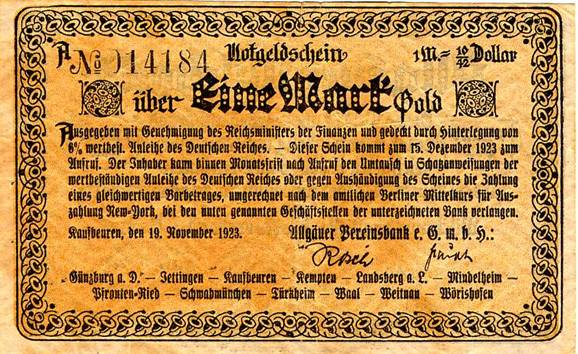 A № 014184 Notgeldschein 1 M = 10/42 Dollar
über Eine Mark Gold
Ausgegeben mit Genehmigung des Reichsministers der Finanzen und gedeckt durch Hinterlegung von
6% wertbest. Anleihe des Deutschen Reiches. — Dieser Schein kommt zum 15. Dezember 1923 zum
Aufruf. Der Inhaber kann binnen Monatsfrist nach Aufruf den Umtausch in Schatzanweisungen der
wertbeständigen Anleihe des Deutschen Reiches oder gegen Aushändigung des Scheines die Zahlung
eines gleichwertigen Barbetrages, umgerechnet nach dem amtlichen Berliner Mittelkurs für Aus-
zahlung New-York, bei den unten genannten Geschäftsstellen der unterzeichneten Bank verlangen.
Kaufbeuren, den 19. November 1923. Allgäuer Vereinsbank e. G. m. b. H.:
Günzburg a. D. — Jettingen — Kaufbeuren — Kempten — Landsberg a. L. — Mindelheim —
Pfronten-Ried — Schwabmünchen — Türkheim — Waal — Weitnau — Wörishofen